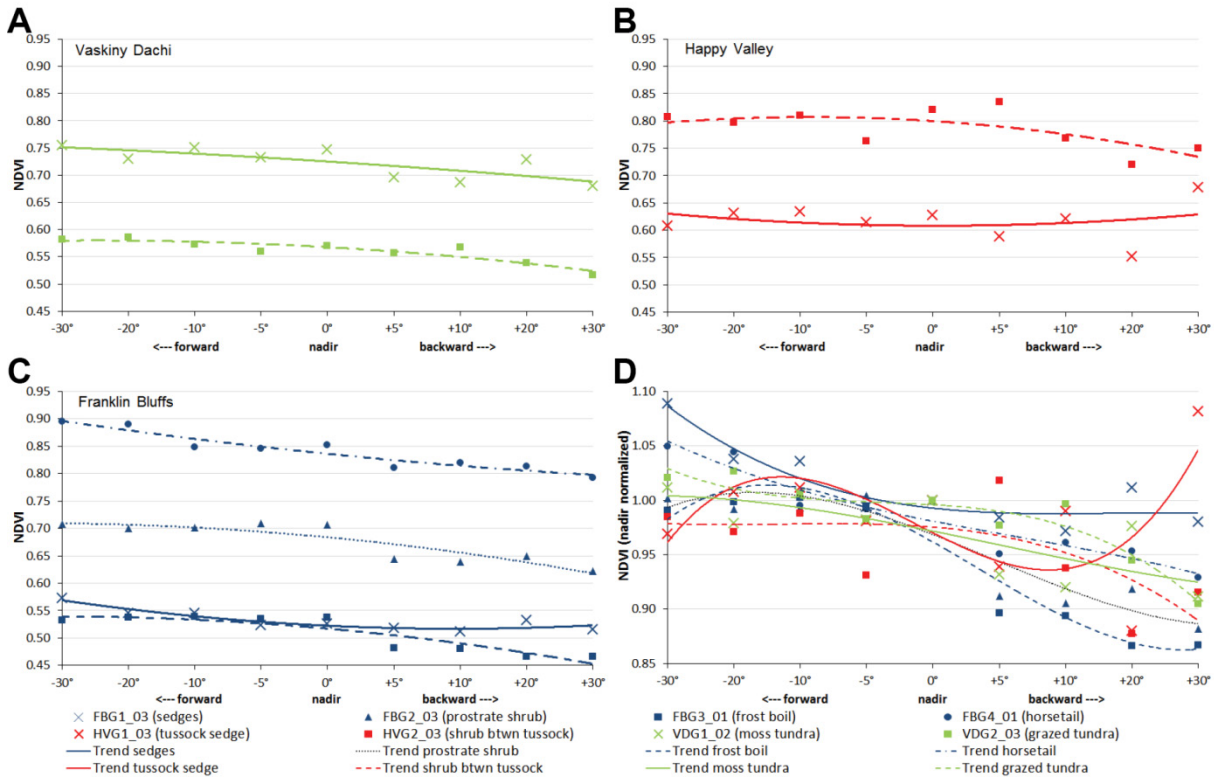 A
Vaskiny Dachi
NDVI
0.95
0.90
0.85
0.80
0.75
0.70
0.65
0.60
0.55
0.50
0.45
-30° -20° -10° -5° 0° +5° +10° +20° +30°
<--- forward nadir backward --->
B
Happy Valley
NDVI
0.95
0.90
0.85
0.80
0.75
0.70
0.65
0.60
0.55
0.50
0.45
-30° -20° -10° -5° 0° +5° +10° +20° +30°
<--- forward nadir backward --->
C
Franklin Bluffs
NDVI
0.95
0.90
0.85
0.80
0.75
0.70
0.65
0.60
0.55
0.50
0.45
-30° -20° -10° -5° 0° +5° +10° +20° +30°
<--- forward nadir backward --->
D
NDVI (nadir normalized)
1.10
1.05
1.00
0.95
0.90
0.85
-30° -20° -10° -5° 0° +5° +10° +20° +30°
<--- forward nadir backward --->
FBG1_03 (sedges) FBG2_03 (prostrate shrub) FBG3_01 (frost boil) FBG4_01 (horsetail)
HVG1_03 (tussock sedge) HVG2_03 (shrub btwn tussock) VDG1_02 (moss tundra) VDG2_03 (grazed tundra)
Trend sedges Trend prostrate shrub Trend frost boil Trend horsetail
Trend tussock sedge Trend shrub btwn tussock Trend moss tundra Trend grazed tundra